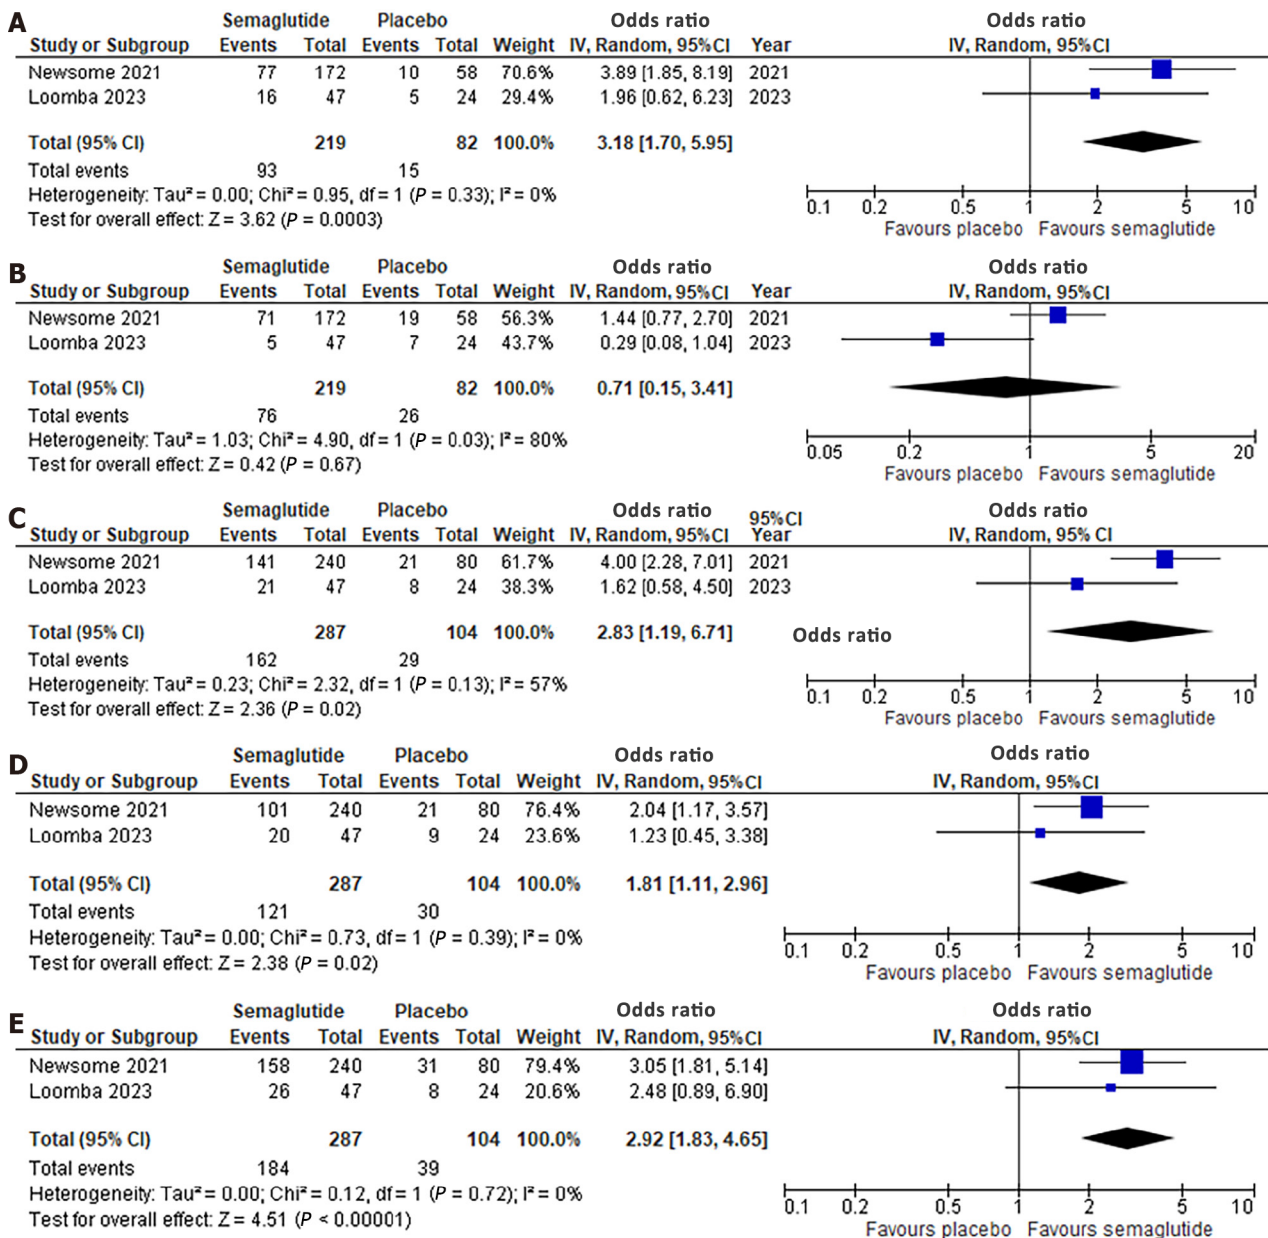 A
Semaglutide Placebo Odds ratio Odds ratio
Study or Subgroup Events Total Events Total Weight IV, Random, 95%CI Year IV, Random, 95%CI
Newsome 2021 77 172 10 58 70.6% 3.89 [1.85, 8.19] 2021
Loomba 2023 16 47 5 24 29.4% 1.96 [0.62, 6.23] 2023
Total (95% CI) 219 82 100.0% 3.18 [1.70, 5.95]
Total events 93 15
Heterogeneity: Tau² = 0.00; Chi² = 0.95, df = 1 (P = 0.33); I² = 0%
Test for overall effect: Z = 3.62 (P = 0.0003)
0.1 0.2 0.5 1 2 5 10
Favours placebo Favours semaglutide
B
Semaglutide Placebo Odds ratio Odds ratio
Study or Subgroup Events Total Events Total Weight IV, Random, 95%CI Year IV, Random, 95%CI
Newsome 2021 71 172 19 58 56.3% 1.44 [0.77, 2.70] 2021
Loomba 2023 5 47 7 24 43.7% 0.29 [0.08, 1.04] 2023
Total (95% CI) 219 82 100.0% 0.71 [0.15, 3.41]
Total events 76 26
Heterogeneity: Tau² = 1.03; Chi² = 4.90, df = 1 (P = 0.03); I² = 80%
Test for overall effect: Z = 0.42 (P = 0.67)
0.05 0.2 1 5 20
Favours placebo Favours semaglutide
C
Semaglutide Placebo Odds ratio 95%CI Odds ratio
Study or Subgroup Events Total Events Total Weight IV, Random, 95%CI Year IV, Random, 95% CI
Newsome 2021 141 240 21 80 61.7% 4.00 [2.28, 7.01] 2021
Loomba 2023 21 47 8 24 38.3% 1.62 [0.58, 4.50] 2023
Total (95% CI) 287 104 100.0% 2.83 [1.19, 6.71] Odds ratio
Total events 162 29
Heterogeneity: Tau² = 0.23; Chi² = 2.32, df = 1 (P = 0.13); I² = 57%
Test for overall effect: Z = 2.36 (P = 0.02)
0.1 0.2 0.5 1 2 5 10
Favours placebo Favours semaglutide
D
Semaglutide Placebo Odds ratio Odds ratio
Study or Subgroup Events Total Events Total Weight IV, Random, 95%CI IV, Random, 95%CI
Newsome 2021 101 240 21 80 76.4% 2.04 [1.17, 3.57]
Loomba 2023 20 47 9 24 23.6% 1.23 [0.45, 3.38]
Total (95% CI) 287 104 100.0% 1.81 [1.11, 2.96]
Total events 121 30
Heterogeneity: Tau² = 0.00; Chi² = 0.73, df = 1 (P = 0.39); I² = 0%
Test for overall effect: Z = 2.38 (P = 0.02)
0.1 0.2 0.5 1 2 5 10
Favours placebo Favours semaglutide
E
Semaglutide Placebo Odds ratio Odds ratio
Study or Subgroup Events Total Events Total Weight IV, Random, 95%CI IV, Random, 95%CI
Newsome 2021 158 240 31 80 79.4% 3.05 [1.81, 5.14]
Loomba 2023 26 47 8 24 20.6% 2.48 [0.89, 6.90]
Total (95% CI) 287 104 100.0% 2.92 [1.83, 4.65]
Total events 184 39
Heterogeneity: Tau² = 0.00; Chi² = 0.12, df = 1 (P = 0.72); I² = 0%
Test for overall effect: Z = 4.51 (P < 0.00001)
0.1 0.2 0.5 1 2 5 10
Favours placebo Favours semaglutide